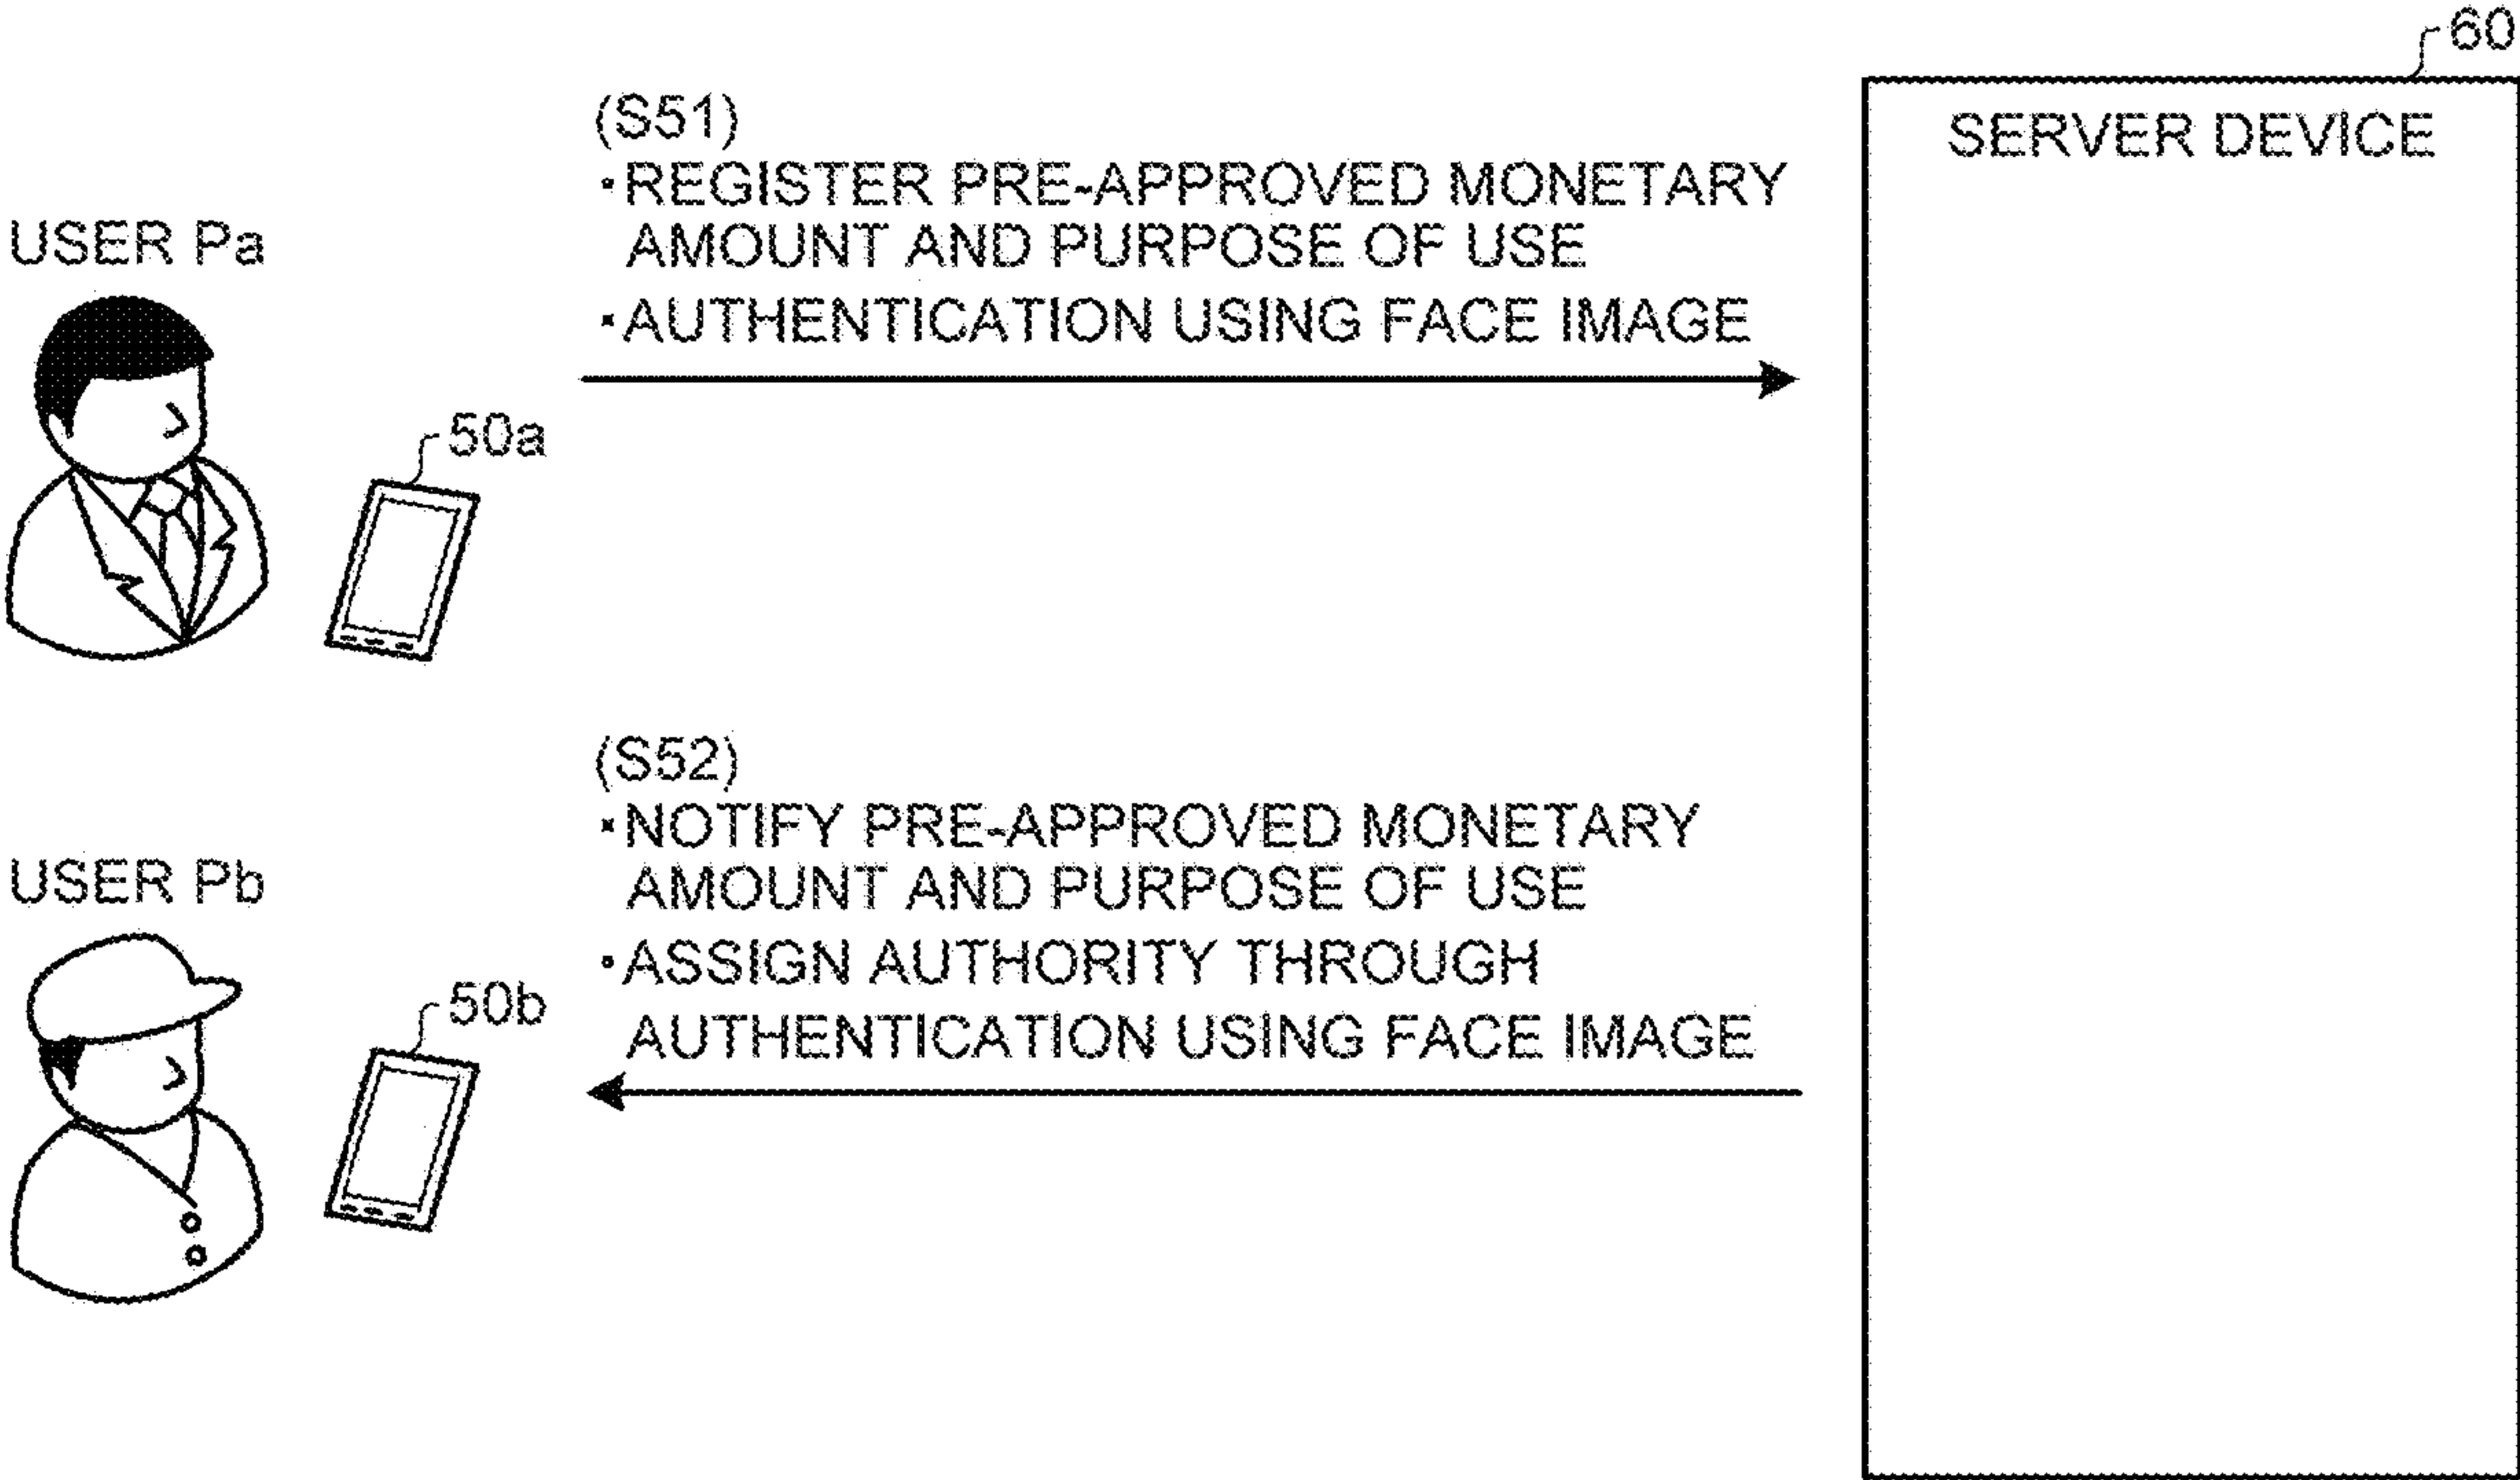 60
SERVER DEVICE
(S51)
・REGISTER PRE-APPROVED MONETARY
AMOUNT AND PURPOSE OF USE
・AUTHENTICATION USING FACE IMAGE
USER Pa
50a
(S52)
・NOTIFY PRE-APPROVED MONETARY
AMOUNT AND PURPOSE OF USE
・ASSIGN AUTHORITY THROUGH
AUTHENTICATION USING FACE IMAGE
USER Pb
50b